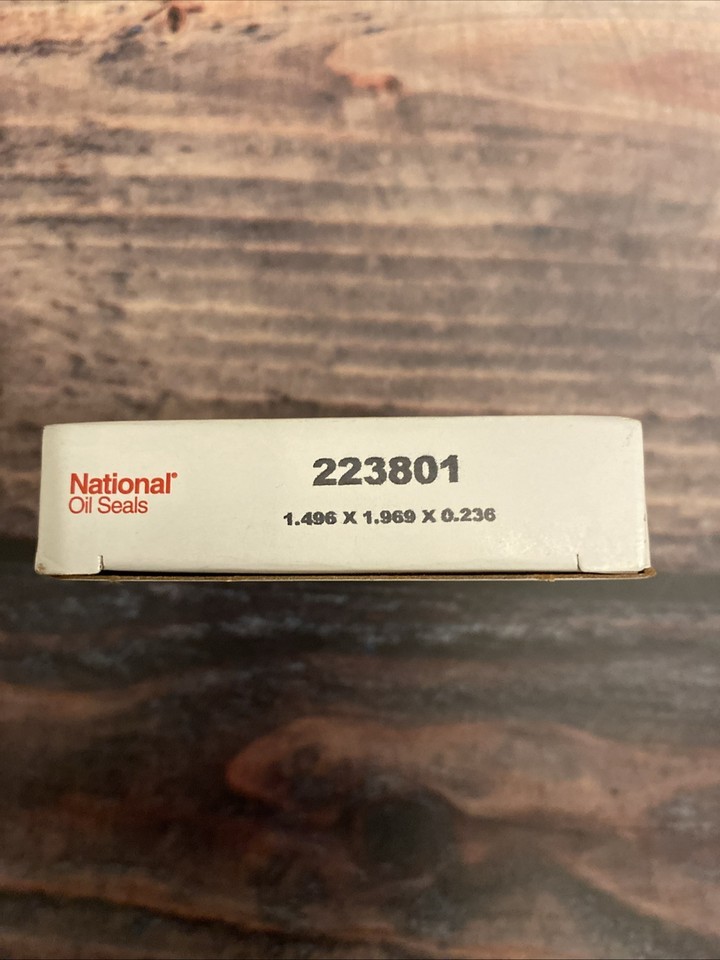 National®
Oil Seals
223801
1.496 X 1.969 X 0.236